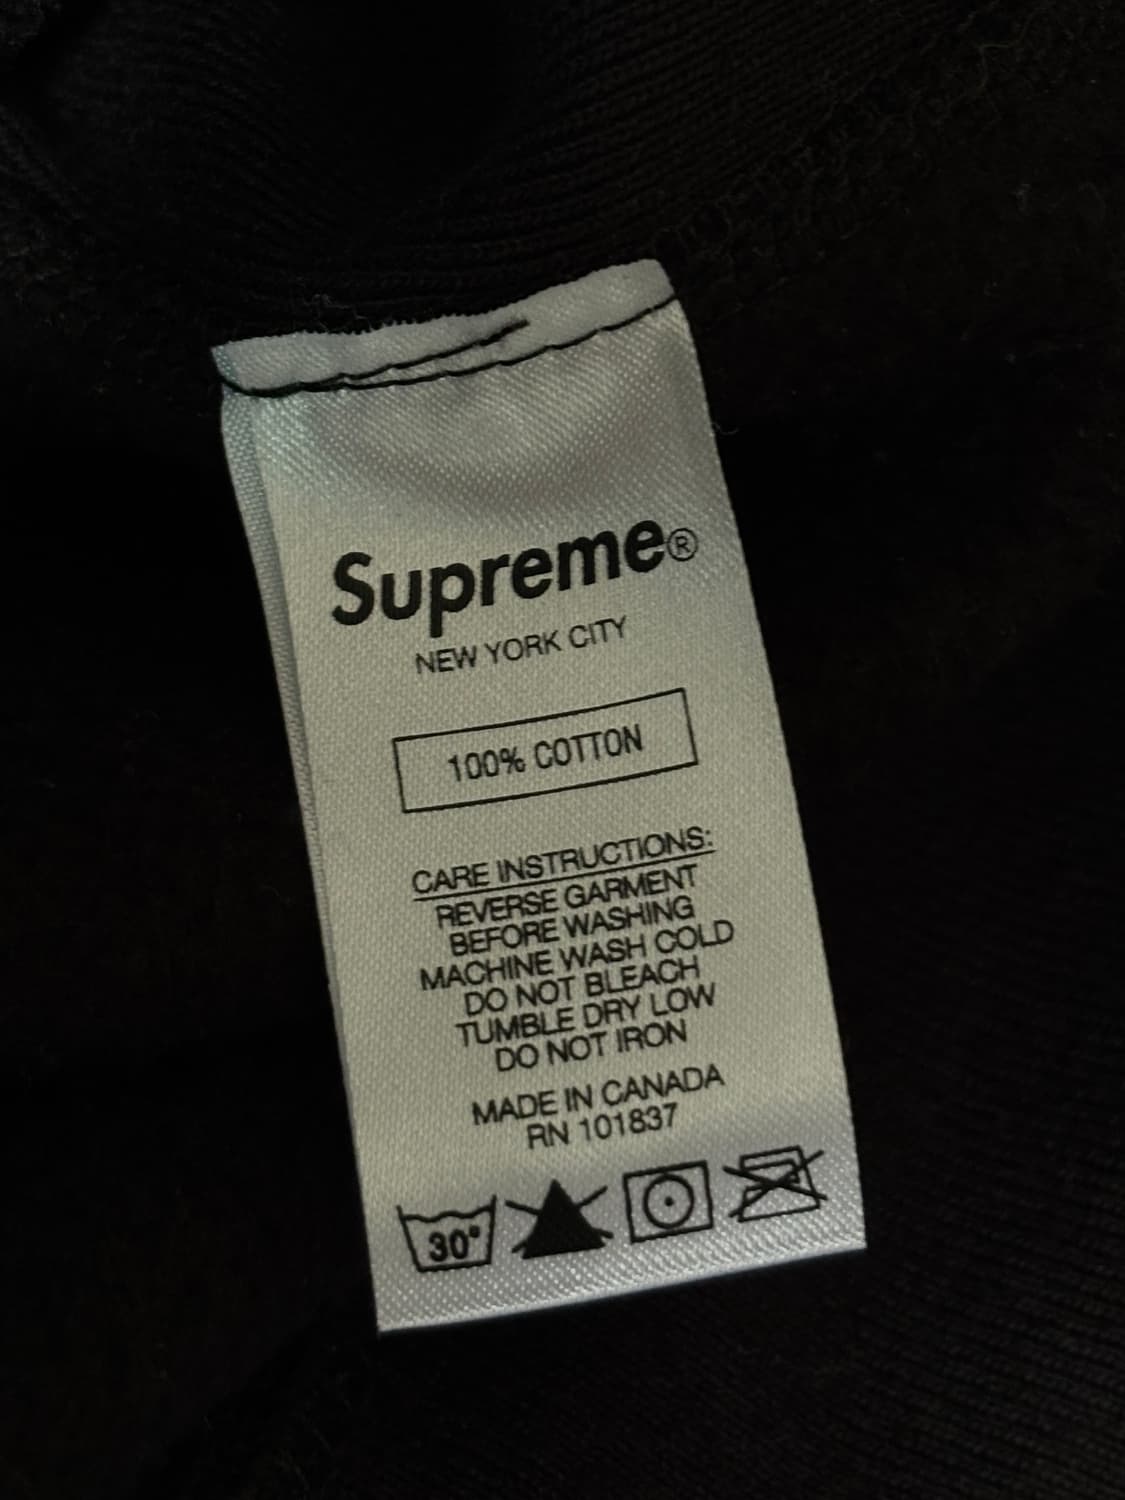 Supreme®
NEW YORK CITY
100% COTTON
CARE INSTRUCTIONS:
REVERSE GARMENT
BEFORE WASHING
MACHINE WASH COLD
DO NOT BLEACH
TUMBLE DRY LOW
DO NOT IRON
MADE IN CANADA
RN 101837
30°